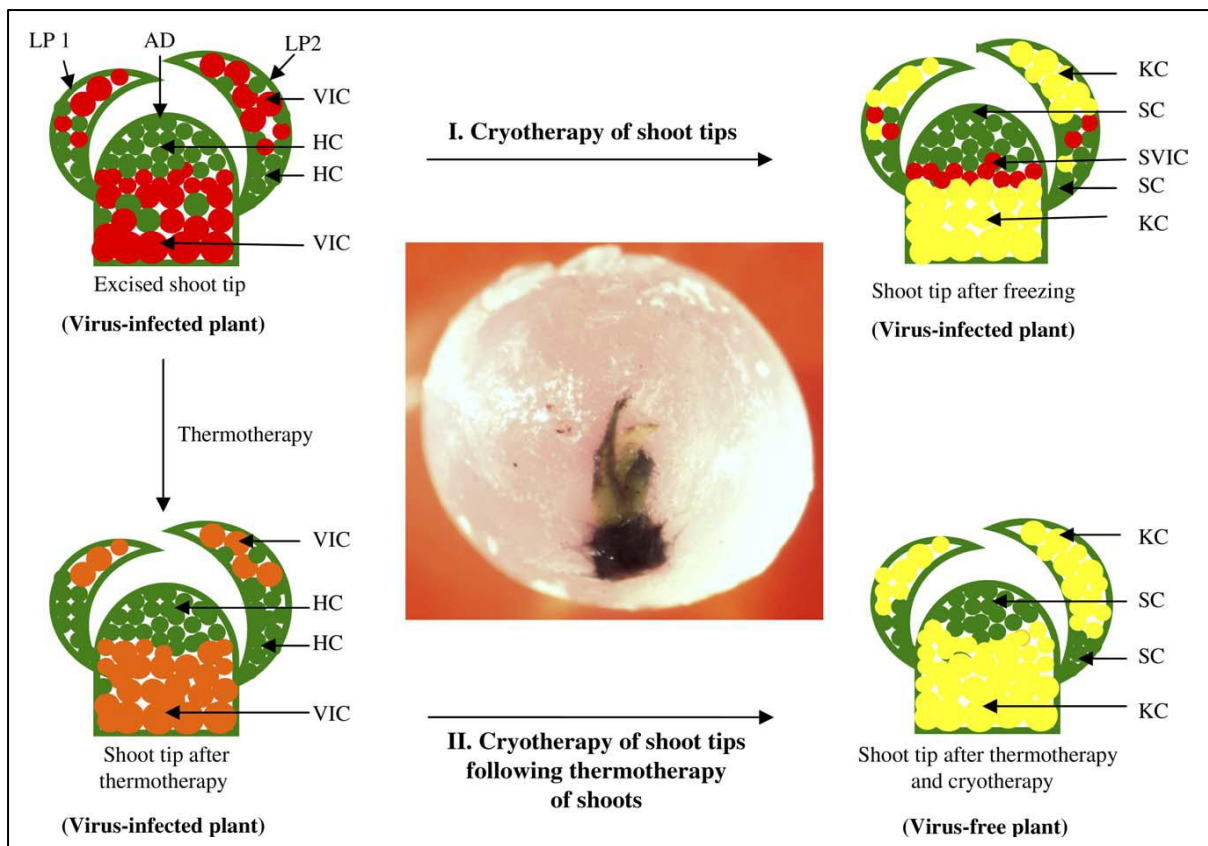 LP 1
AD
LP2
VIC
HC
HC
VIC
Excised shoot tip
(Virus-infected plant)
I. Cryotherapy of shoot tips
KC
SC
SVIC
SC
KC
Shoot tip after freezing
(Virus-infected plant)
Thermotherapy
VIC
HC
HC
VIC
Shoot tip after
thermotherapy
(Virus-infected plant)
II. Cryotherapy of shoot tips
following thermotherapy
of shoots
KC
SC
SC
KC
Shoot tip after thermotherapy
and cryotherapy
(Virus-free plant)